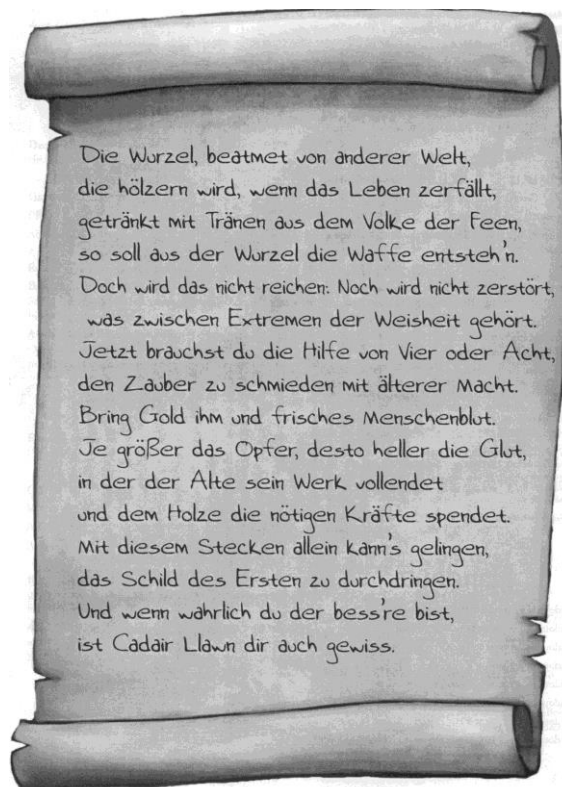 Die Wurzel, beatmet von anderer Welt,
die hölzern wird, wenn das Leben zerfällt,
getränkt mit Tränen aus dem Volke der Feen,
so soll aus der Wurzel die Waffe entsteh'n.
Doch wird das nicht reichen: Noch wird nicht zerstört,
was zwischen Extremen der Weisheit gehört.
Jetzt brauchst du die Hilfe von Vier oder Acht,
den Zauber zu schmieden mit älterer Macht.
Bring Gold ihm und frisches Menschenblut.
Je größer das Opfer, desto heller die Glut,
in der der Alte sein Werk vollendet
und dem Holze die nötigen Kräfte spendet.
Mit diesem Stecken allein kann's gelingen,
das Schild des Ersten zu durchdringen.
Und wenn wahrlich du der bess're bist,
ist Cadair Llawn dir auch gewiss.